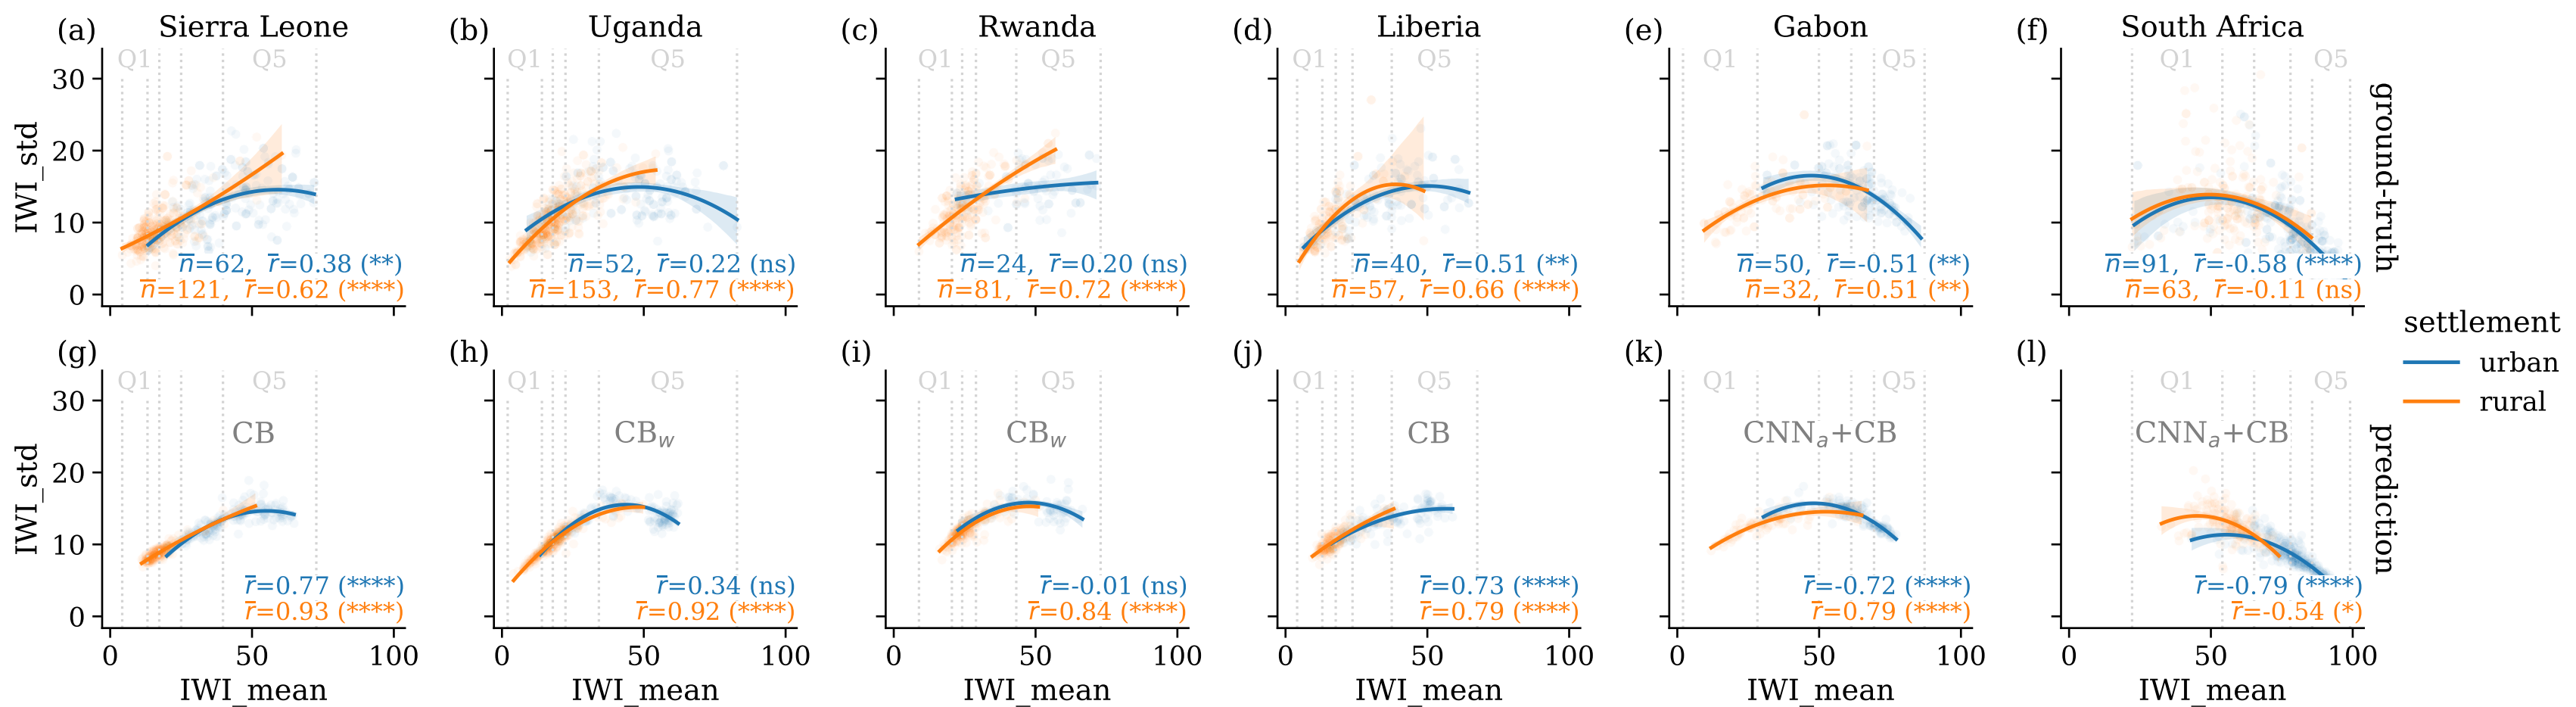 (a) Sierra Leone
(b) Uganda
(c) Rwanda
(d) Liberia
(e) Gabon
(f) South Africa
Q1 Q5
Q1 Q5
Q1 Q5
Q1 Q5
Q1 Q5
Q1 Q5
30
20
10
0
IWI_std
n̅=62, r̅=0.38 (**)
n̅=121, r̅=0.62 (****)
n̅=52, r̅=0.22 (ns)
n̅=153, r̅=0.77 (****)
n̅=24, r̅=0.20 (ns)
n̅=81, r̅=0.72 (****)
n̅=40, r̅=0.51 (**)
n̅=57, r̅=0.66 (****)
n̅=50, r̅=-0.51 (**)
n̅=32, r̅=0.51 (**)
n̅=91, r̅=-0.58 (****)
n̅=63, r̅=-0.11 (ns)
ground-truth
settlement
urban
rural
(g)
(h)
(i)
(j)
(k)
(l)
Q1 Q5
Q1 Q5
Q1 Q5
Q1 Q5
Q1 Q5
Q1 Q5
30
20
10
0
IWI_std
CB
CBw
CBw
CB
CNNa+CB
CNNa+CB
r̅=0.77 (****)
r̅=0.93 (****)
r̅=0.34 (ns)
r̅=0.92 (****)
r̅=-0.01 (ns)
r̅=0.84 (****)
r̅=0.73 (****)
r̅=0.79 (****)
r̅=-0.72 (****)
r̅=0.79 (****)
r̅=-0.79 (****)
r̅=-0.54 (*)
prediction
0 50 100
0 50 100
0 50 100
0 50 100
0 50 100
0 50 100
IWI_mean
IWI_mean
IWI_mean
IWI_mean
IWI_mean
IWI_mean